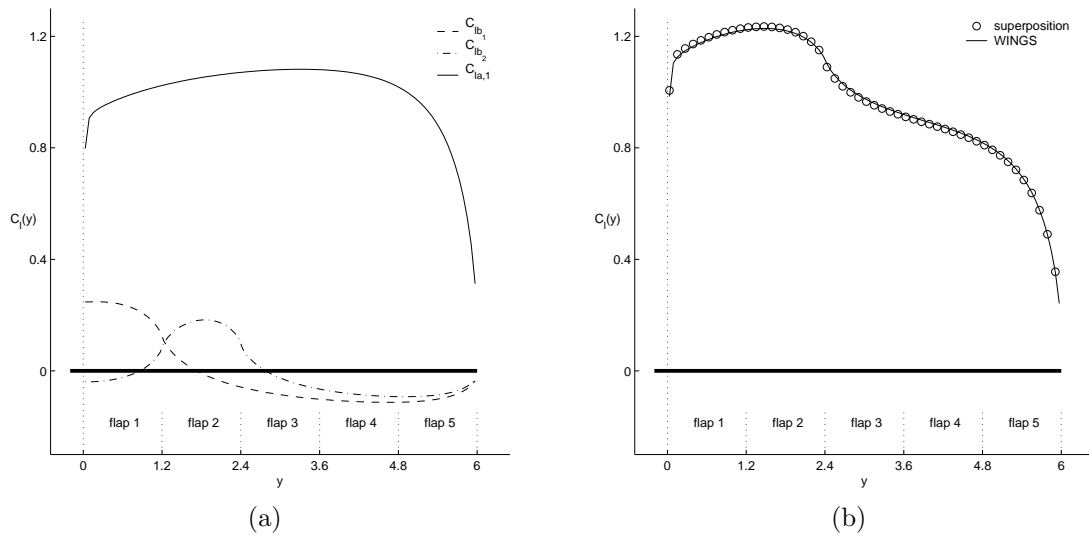 1.2
0.8
C_l(y)
0.4
0
C_lb_1
C_lb_2
C_la,1
flap 1 flap 2 flap 3 flap 4 flap 5
0 1.2 2.4 3.6 4.8 6
y
(a)
1.2
0.8
C_l(y)
0.4
0
superposition
WINGS
flap 1 flap 2 flap 3 flap 4 flap 5
0 1.2 2.4 3.6 4.8 6
y
(b)